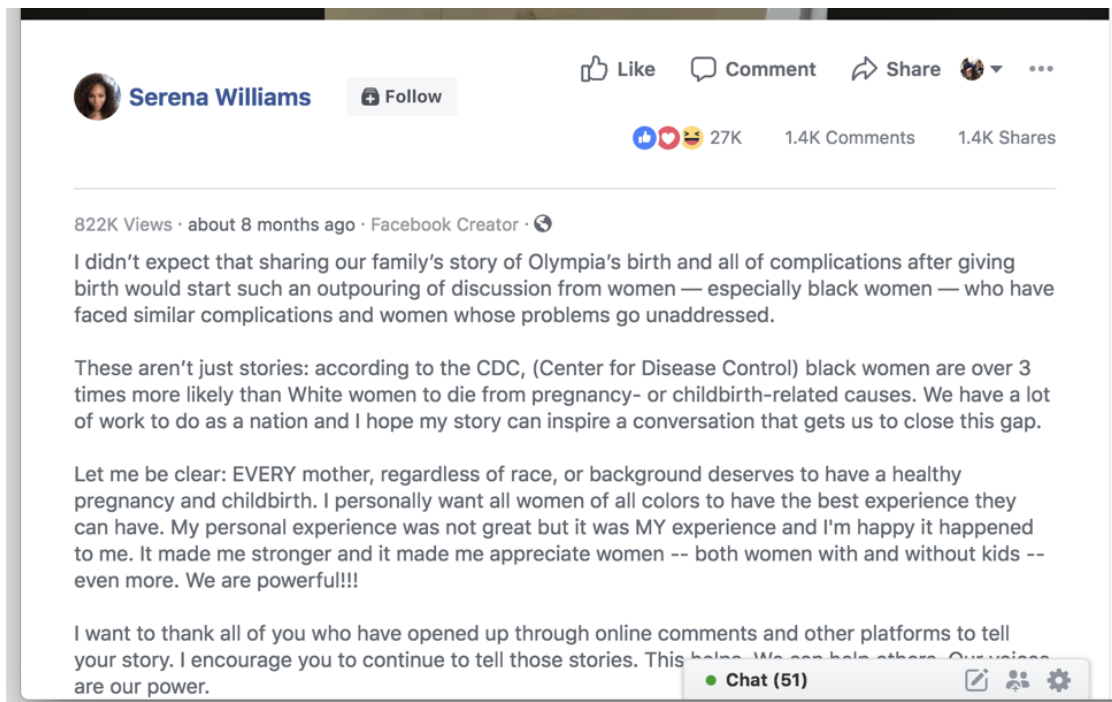 Like Comment Share
Serena Williams Follow
27K 1.4K Comments 1.4K Shares
822K Views · about 8 months ago · Facebook Creator ·
I didn’t expect that sharing our family’s story of Olympia’s birth and all of complications after giving
birth would start such an outpouring of discussion from women — especially black women — who have
faced similar complications and women whose problems go unaddressed.
These aren’t just stories: according to the CDC, (Center for Disease Control) black women are over 3
times more likely than White women to die from pregnancy- or childbirth-related causes. We have a lot
of work to do as a nation and I hope my story can inspire a conversation that gets us to close this gap.
Let me be clear: EVERY mother, regardless of race, or background deserves to have a healthy
pregnancy and childbirth. I personally want all women of all colors to have the best experience they
can have. My personal experience was not great but it was MY experience and I'm happy it happened
to me. It made me stronger and it made me appreciate women -- both women with and without kids --
even more. We are powerful!!!
I want to thank all of you who have opened up through online comments and other platforms to tell
your story. I encourage you to continue to tell those stories. This helps. We can help others. Our voices
are our power.
Chat (51)